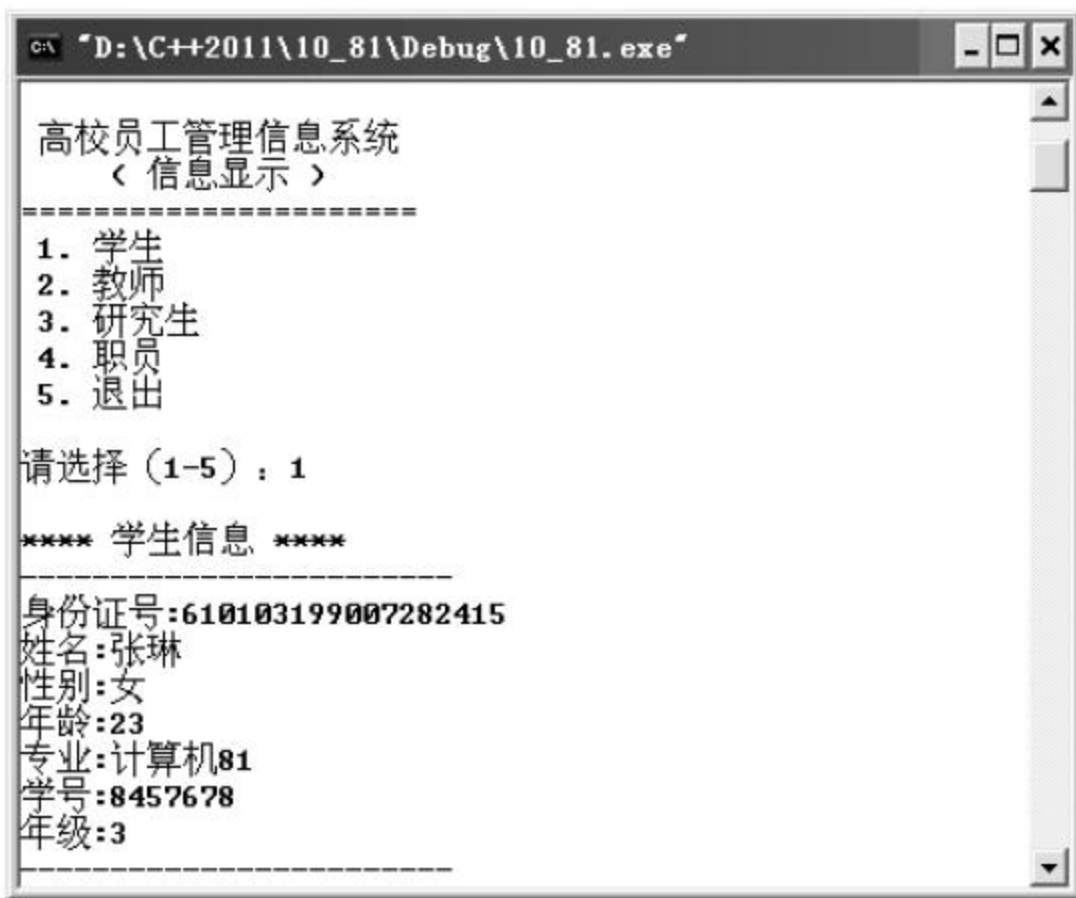 "D:\C++2011\10_81\Debug\10_81.exe"
高校员工管理信息系统
< 信息显示 >
======================
1. 学生
2. 教师
3. 研究生
4. 职员
5. 退出
请选择（1-5）：1
**** 学生信息 ****
------------------------
身份证号:610103199007282415
姓名:张琳
性别:女
年龄:23
专业:计算机81
学号:8457678
年级:3
------------------------